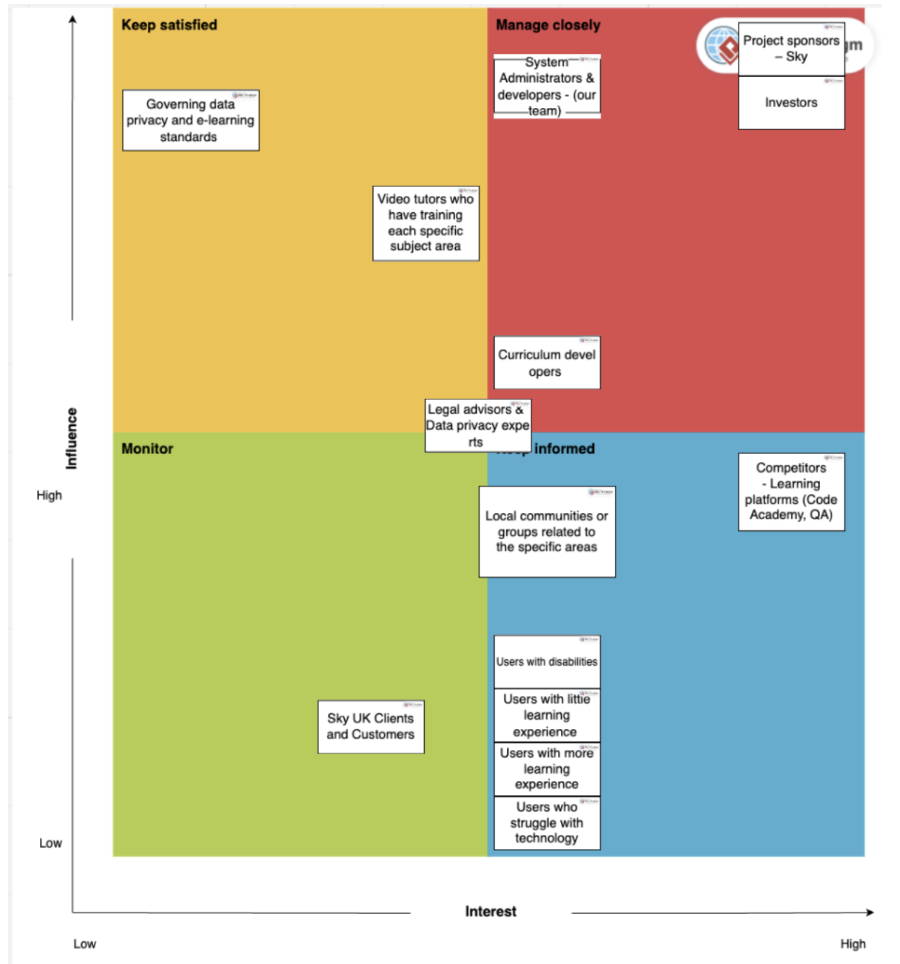 Keep satisfied
Manage closely
Project sponsors
– Sky
gm
System
Administrators &
developers - (our
team)
Investors
Governing data
privacy and e-learning
standards
Video tutors who
have training
each specific
subject area
Curriculum devel
opers
Legal advisors &
Data privacy expe
rts
Influence
Monitor
informed
Competitors
- Learning
platforms (Code
Academy, QA)
High
Local communities or
groups related to
the specific areas
Users with disabilities
Users with little
learning
experience
Sky UK Clients
and Customers
Users with more
learning
experience
Users who
struggle with
technology
Low
Interest
Low
High